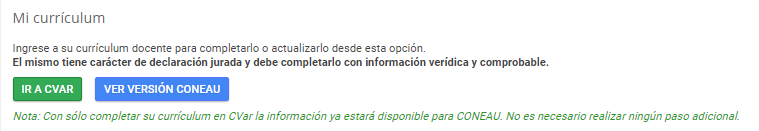 Mi currículum
Ingrese a su currículum docente para completarlo o actualizarlo desde esta opción.
El mismo tiene carácter de declaración jurada y debe completarlo con información verídica y comprobable.
IR A CVAR VER VERSIÓN CONEAU
Nota: Con sólo completar su currículum en CVar la información ya estará disponible para CONEAU. No es necesario realizar ningún paso adicional.